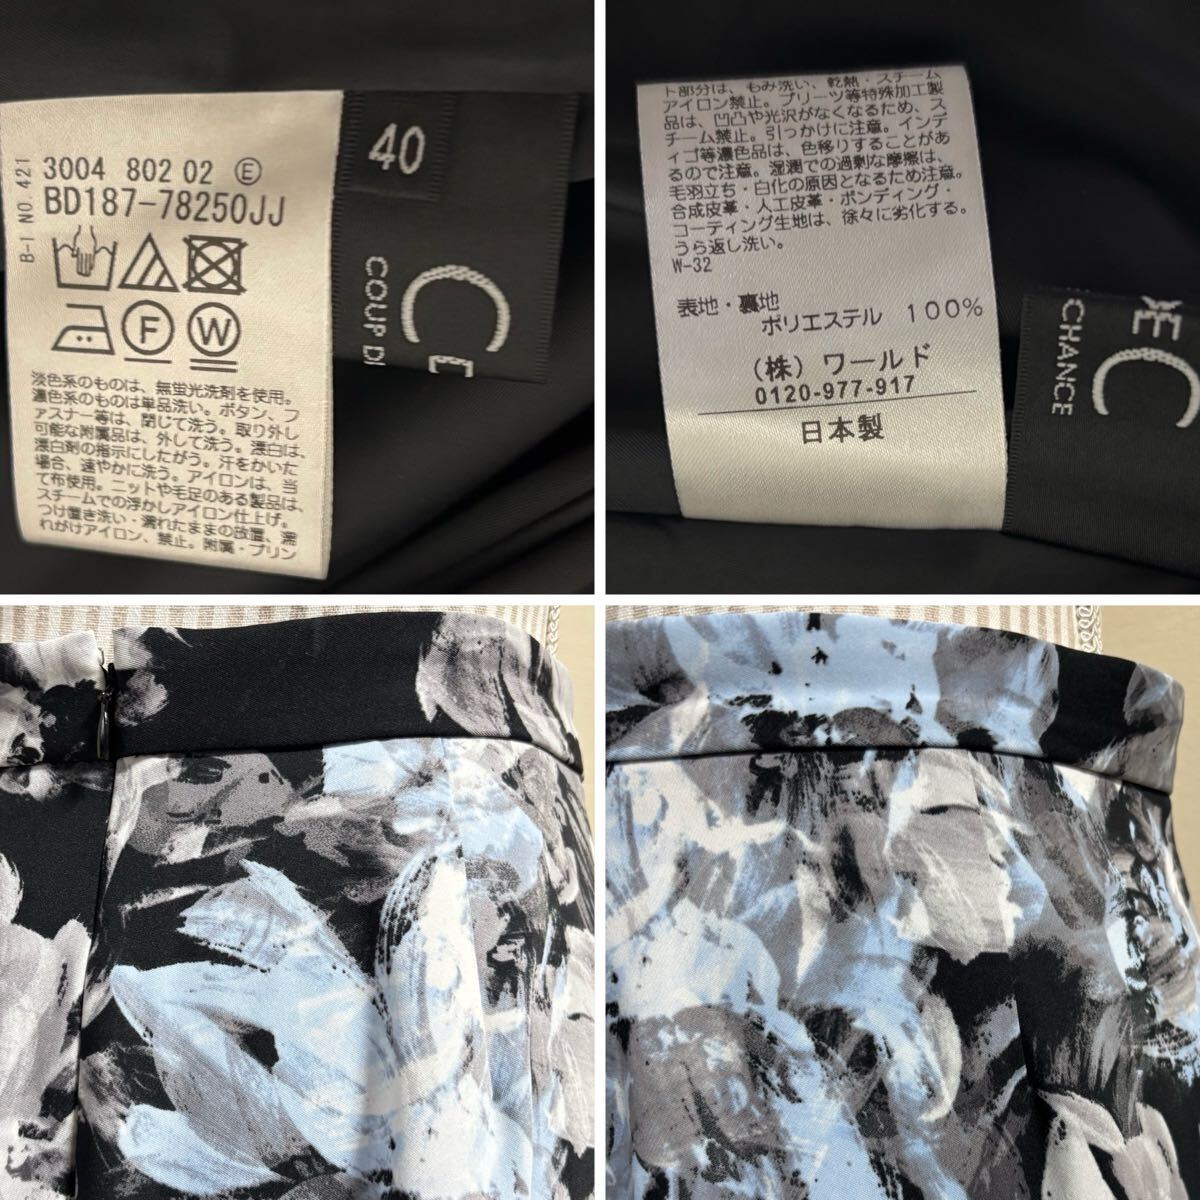 B-I NO.421
3004 802 02 Ⓔ
BD187-78250JJ
F
W
淡色系のものは、無蛍光洗剤を使用。
濃色系のものは単品洗い。ボタン、フ
ァスナー等は、閉じて洗う。取り外し
可能な附属品は、外して洗う。漂白は、
漂白剤の指示にしたがう。汗をかいた
場合、速やかに洗う。アイロンは、当
て布使用。ニットや毛足のある製品は、
スチームでの浮かしアイロン仕上げ。
つけ置き洗い・濡れたままの放置、濡
れがけアイロン、禁止。附属・プリン
40
C
COUP D
ト部分は、もみ洗い、乾熱・スチーム
アイロン禁止。プリーツ等特殊加工製
品は、凹凸や光沢がなくなるため、ス
チーム禁止。引っかけに注意。インデ
ィゴ等濃色品は、色移りすることがあ
るので注意。湿潤での過剰な摩擦は、
毛羽立ち・白化の原因となるため注意。
合成皮革・人工皮革・ボンディング・
コーティング生地は、徐々に劣化する。
うら返し洗い。
W-32
表地・裏地
ポリエステル 100%
(株) ワールド
0120-977-917
日本製
DE C
CHANCE